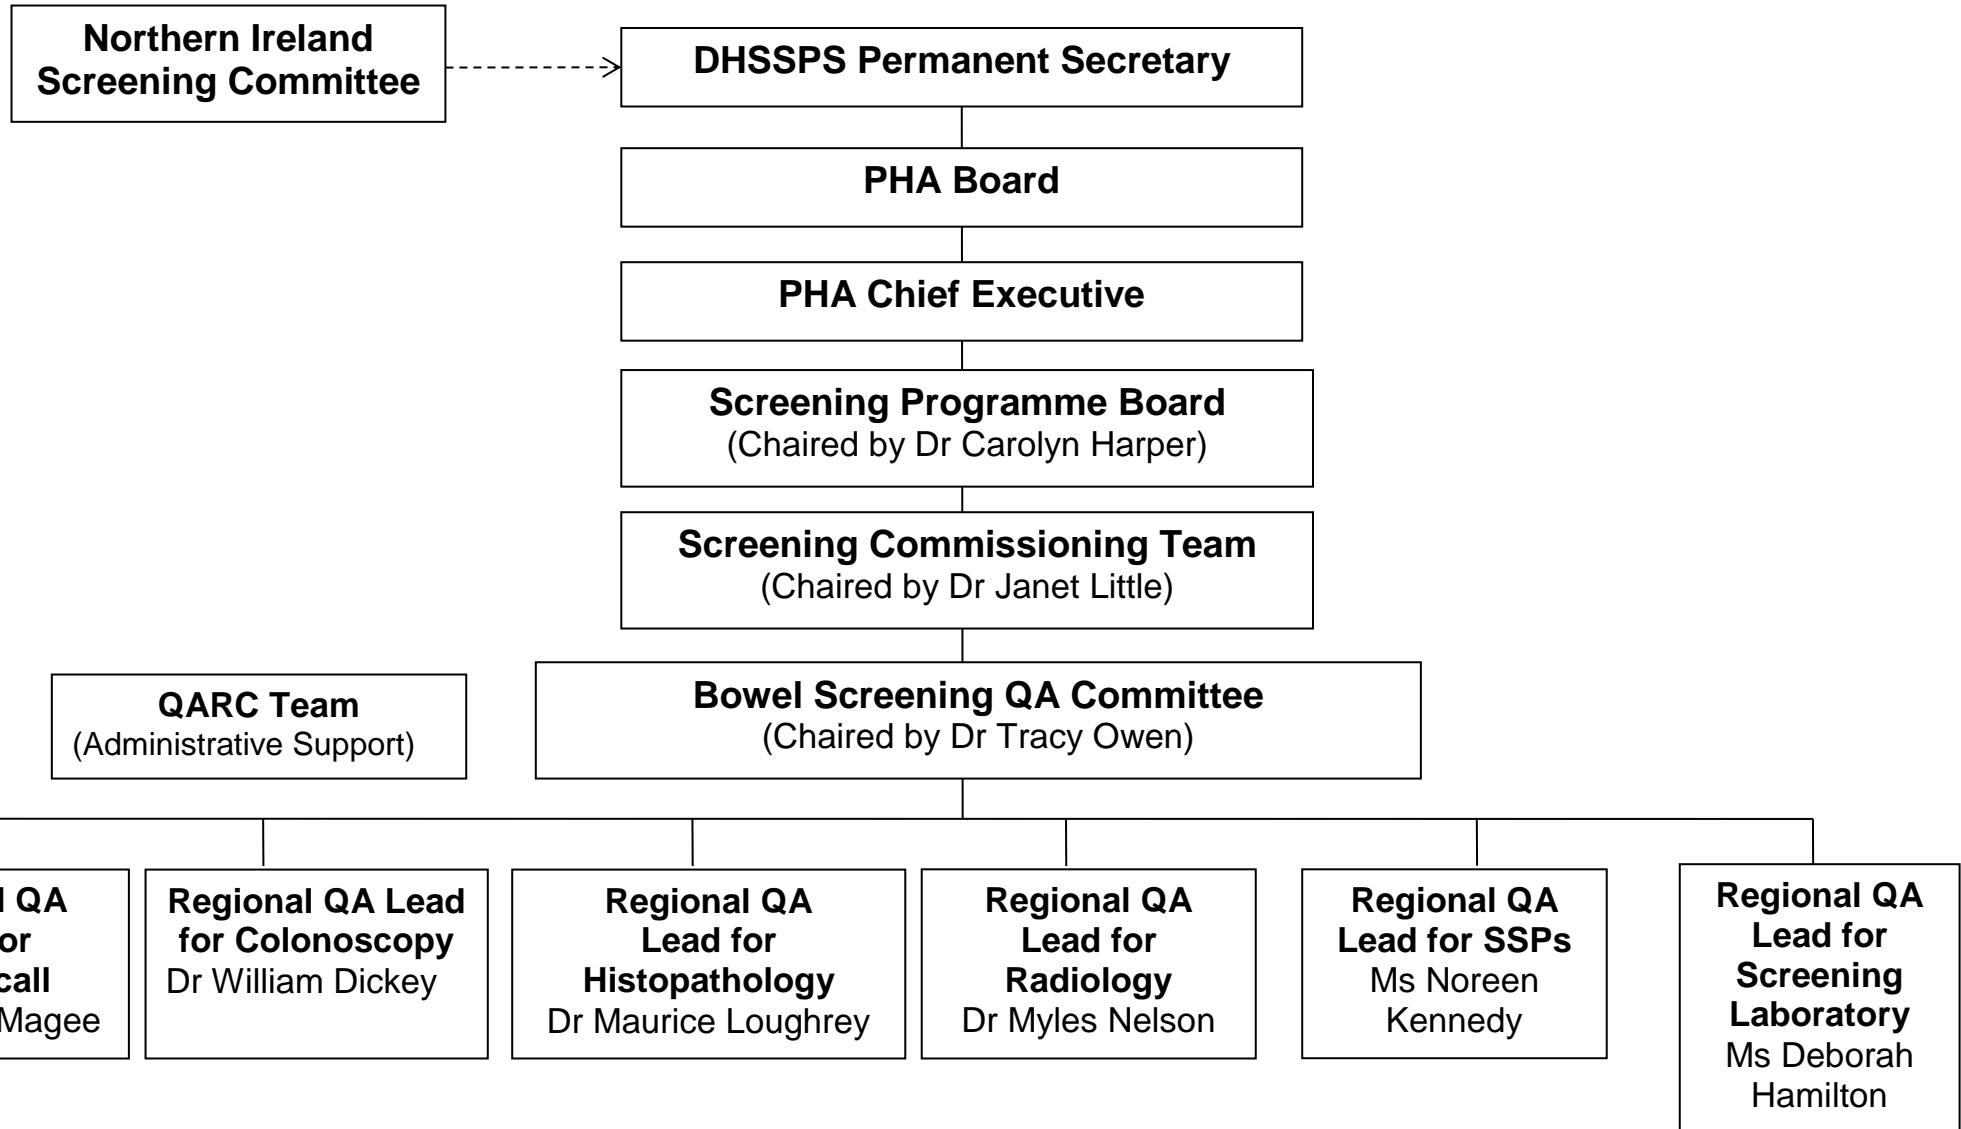 Northern Ireland
Screening Committee
DHSSPS Permanent Secretary
PHA Board
PHA Chief Executive
Screening Programme Board
(Chaired by Dr Carolyn Harper)
Screening Commissioning Team
(Chaired by Dr Janet Little)
QARC Team
(Administrative Support)
Bowel Screening QA Committee
(Chaired by Dr Tracy Owen)
QA
Magee
Regional QA Lead
for Colonoscopy
Dr William Dickey
Regional QA
Lead for
Histopathology
Dr Maurice Loughrey
Regional QA
Lead for
Radiology
Dr Myles Nelson
Regional QA
Lead for SSPs
Ms Noreen
Kennedy
Regional QA
Lead for
Screening
Laboratory
Ms Deborah
Hamilton